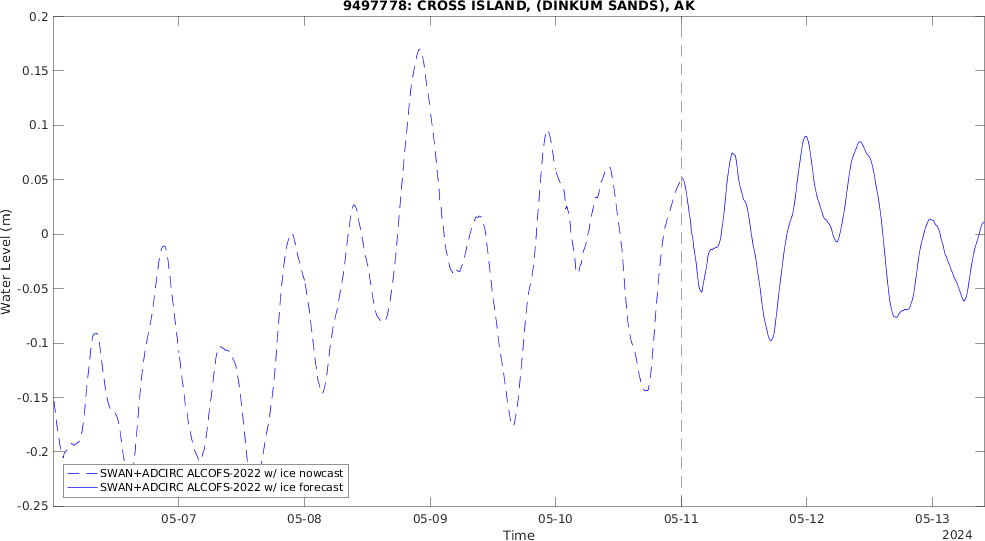 9497778: CROSS ISLAND, (DINKUM SANDS), AK
0.2
0.15
0.1
0.05
0
-0.05
-0.1
-0.15
-0.2
-0.25
Water Level (m)
SWAN+ADCIRC ALCOFS-2022 w/ ice nowcast
SWAN+ADCIRC ALCOFS-2022 w/ ice forecast
05-07 05-08 05-09 05-10 05-11 05-12 05-13
Time
2024